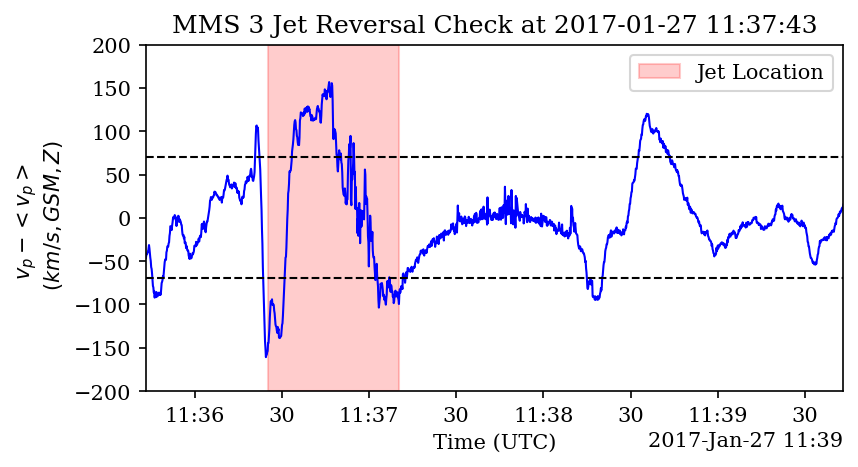 MMS 3 Jet Reversal Check at 2017-01-27 11:37:43
Jet Location
v_p − <v_p>
(km/s, GSM, Z)
200
150
100
50
0
−50
−100
−150
−200
11:36
30
11:37
30
11:38
30
11:39
30
Time (UTC)
2017-Jan-27 11:39